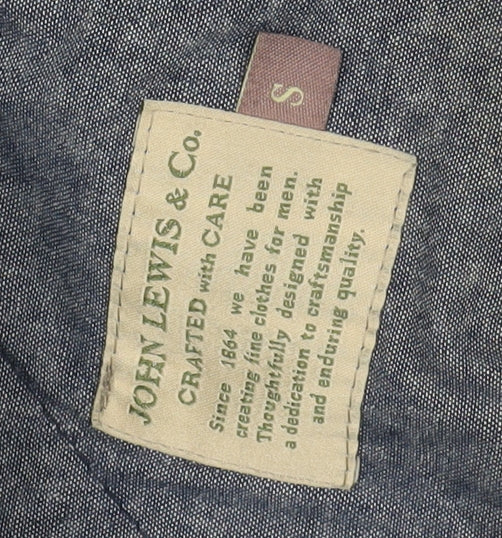 S
JOHN LEWIS & Co.
CRAFTED with CARE
Since 1864 we have been
creating fine clothes for men.
Thoughtfully designed with
a dedication to craftsmanship
and enduring quality.